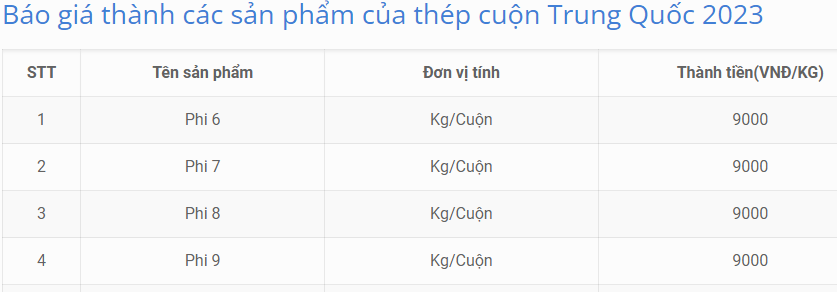 Báo giá thành các sản phẩm của thép cuộn Trung Quốc 2023
STT Tên sản phẩm Đơn vị tính Thành tiền(VNĐ/KG)
1 Phi 6 Kg/Cuộn 9000
2 Phi 7 Kg/Cuộn 9000
3 Phi 8 Kg/Cuộn 9000
4 Phi 9 Kg/Cuộn 9000